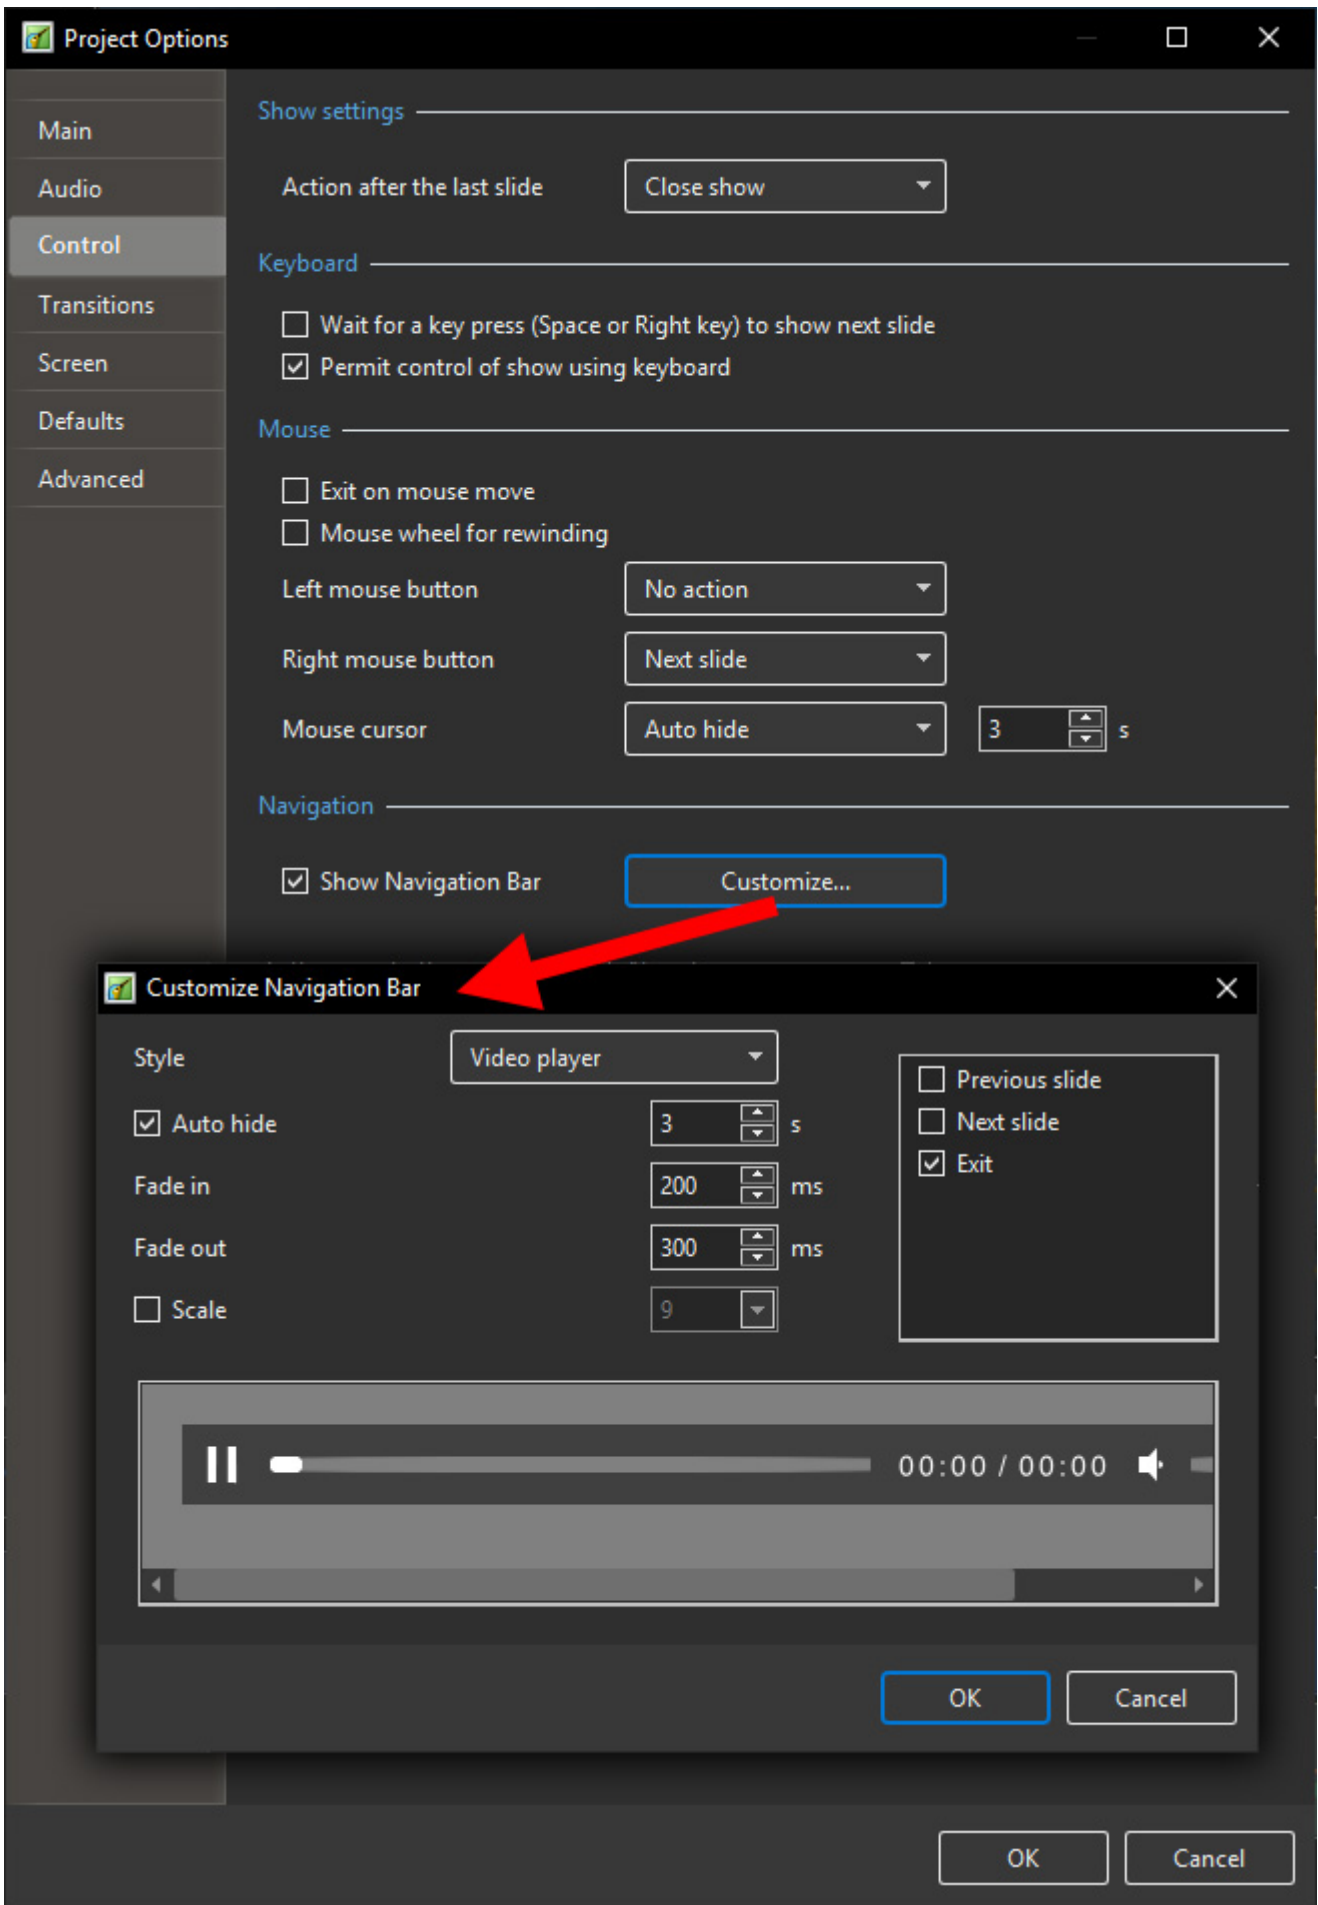 Project Options
Main
Audio
Control
Transitions
Screen
Defaults
Advanced
Show settings
Action after the last slide Close show
Keyboard
Wait for a key press (Space or Right key) to show next slide
Permit control of show using keyboard
Mouse
Exit on mouse move
Mouse wheel for rewinding
Left mouse button No action
Right mouse button Next slide
Mouse cursor Auto hide 3 s
Navigation
Show Navigation Bar Customize...
Customize Navigation Bar
Style Video player
Auto hide 3 s
Fade in 200 ms
Fade out 300 ms
Scale 9
Previous slide
Next slide
Exit
00:00 / 00:00
OK Cancel
OK Cancel